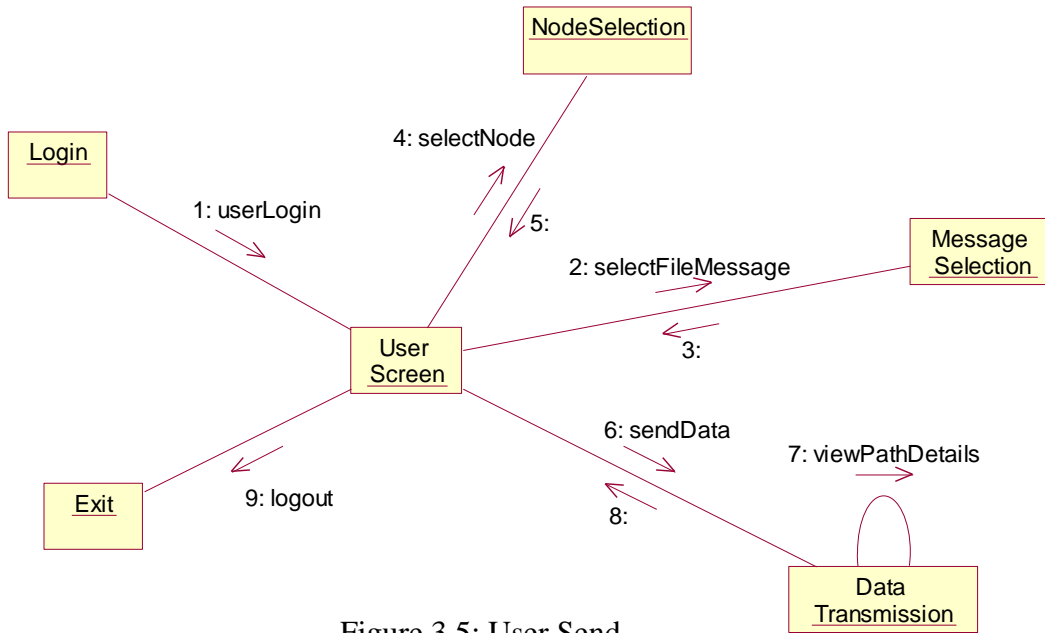 NodeSelection
4: selectNode
Login
1: userLogin
5:
Message
Selection
2: selectFileMessage
3:
User
Screen
6: sendData
7: viewPathDetails
Exit
9: logout
8:
Data
Transmission
Figure 3.5: User Send